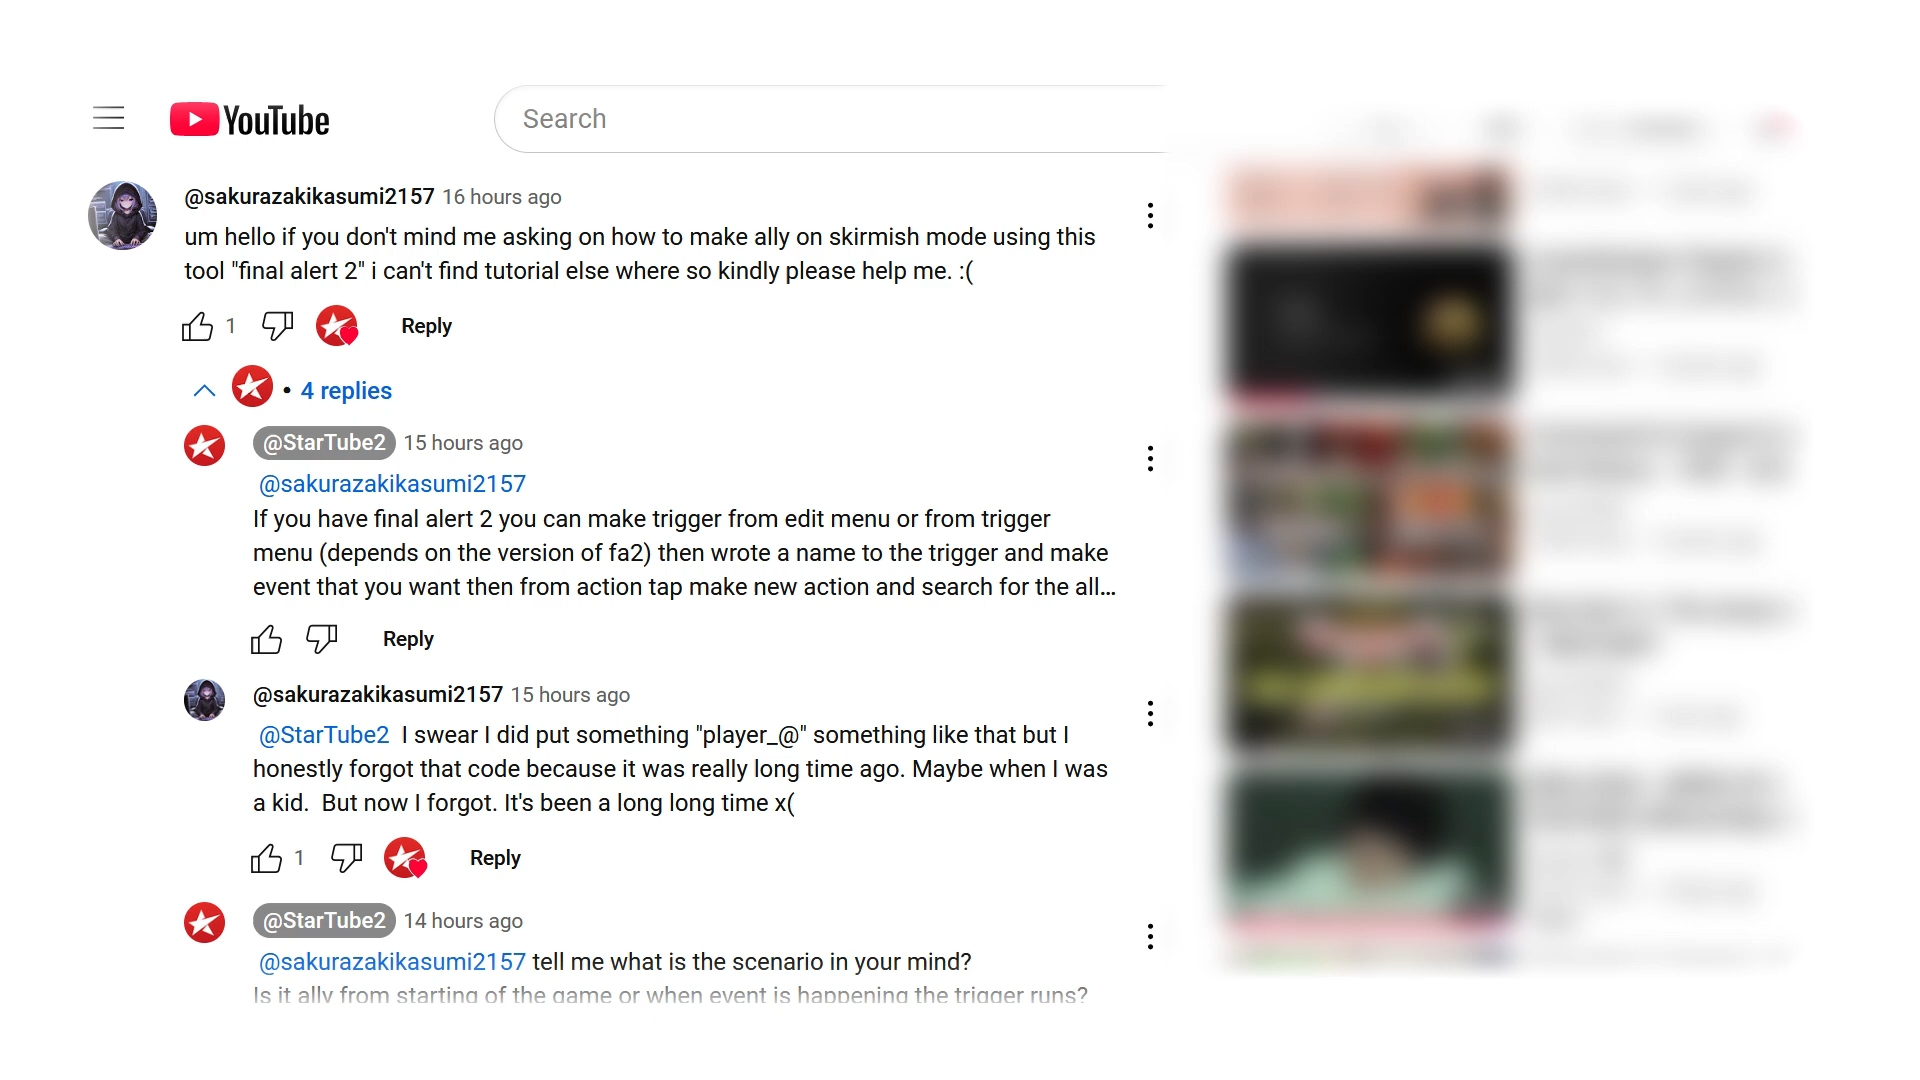 YouTube
Search
@sakurazakikasumi2157 16 hours ago
um hello if you don't mind me asking on how to make ally on skirmish mode using this
tool "final alert 2" i can't find tutorial else where so kindly please help me. :(
1 Reply
• 4 replies
@StarTube2 15 hours ago
@sakurazakikasumi2157
If you have final alert 2 you can make trigger from edit menu or from trigger
menu (depends on the version of fa2) then wrote a name to the trigger and make
event that you want then from action tap make new action and search for the all...
Reply
@sakurazakikasumi2157 15 hours ago
@StarTube2 I swear I did put something "player_@" something like that but I
honestly forgot that code because it was really long time ago. Maybe when I was
a kid. But now I forgot. It's been a long long time x(
1 Reply
@StarTube2 14 hours ago
@sakurazakikasumi2157 tell me what is the scenario in your mind?
Is it ally from starting of the game or when event is happening the trigger runs?